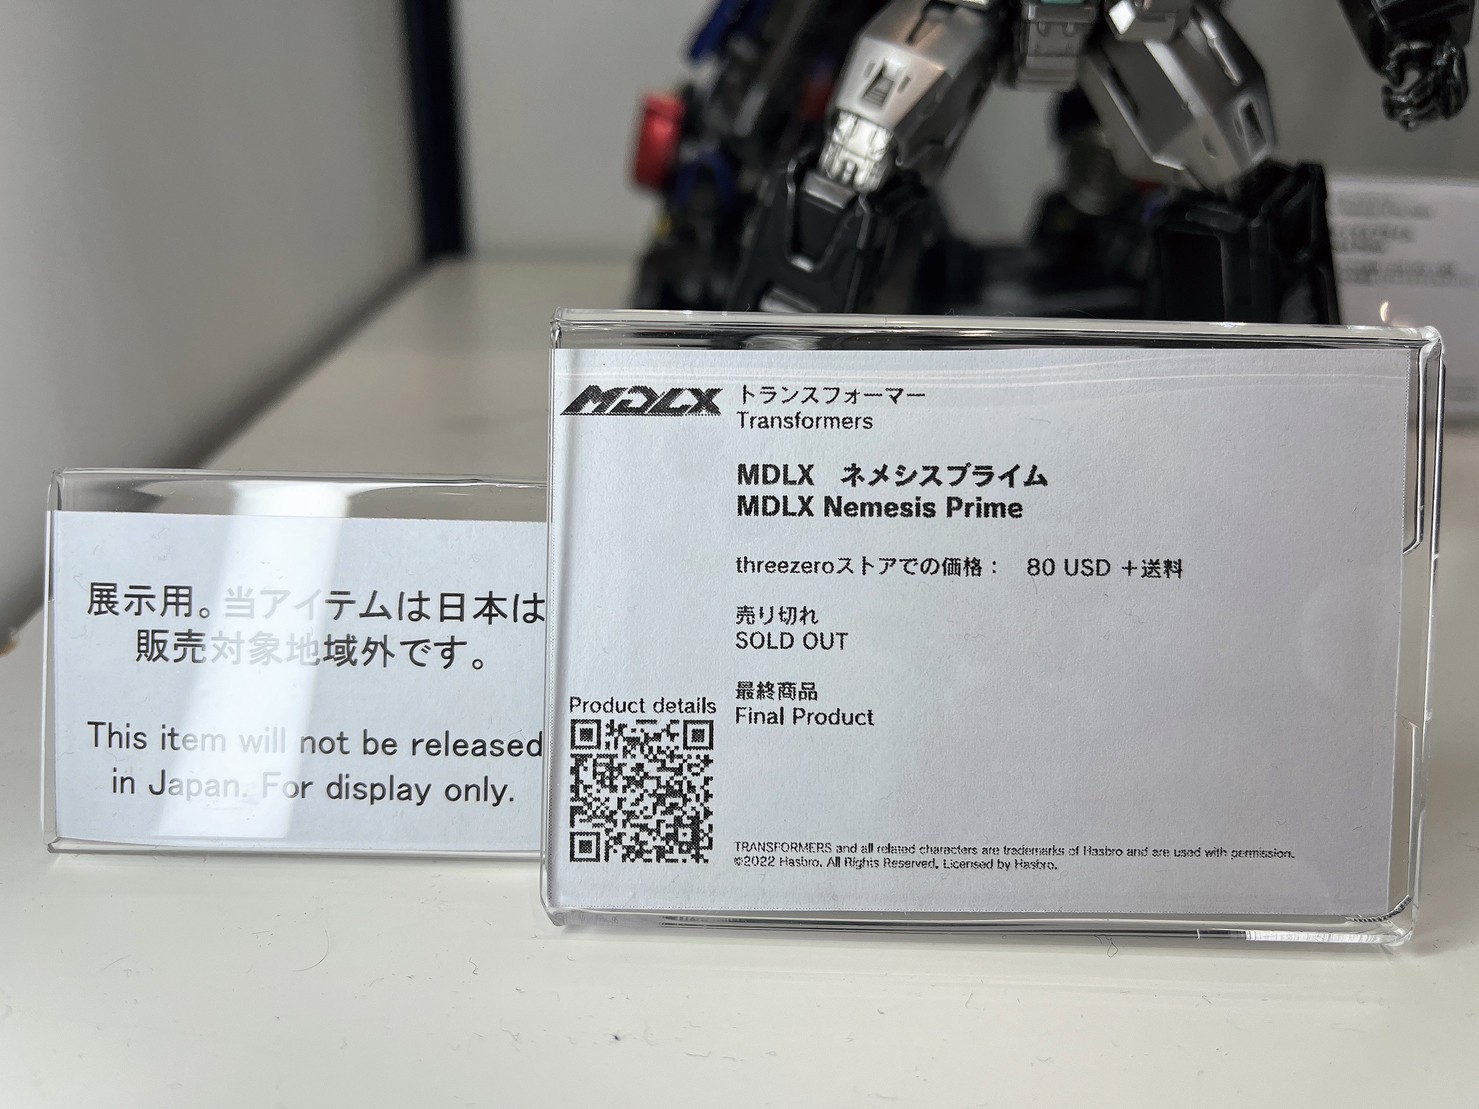 展示用。当アイテムは日本は
販売対象地域外です。
This item will not be released
in Japan. For display only.
MDLX
トランスフォーマー
Transformers
MDLX　ネメシスプライム
MDLX Nemesis Prime
threezeroストアでの価格：　80 USD ＋送料
売り切れ
SOLD OUT
最終商品
Final Product
Product details
TRANSFORMERS and all related characters are trademarks of Hasbro and are used with permission.
©2022 Hasbro. All Rights Reserved. Licensed by Hasbro.